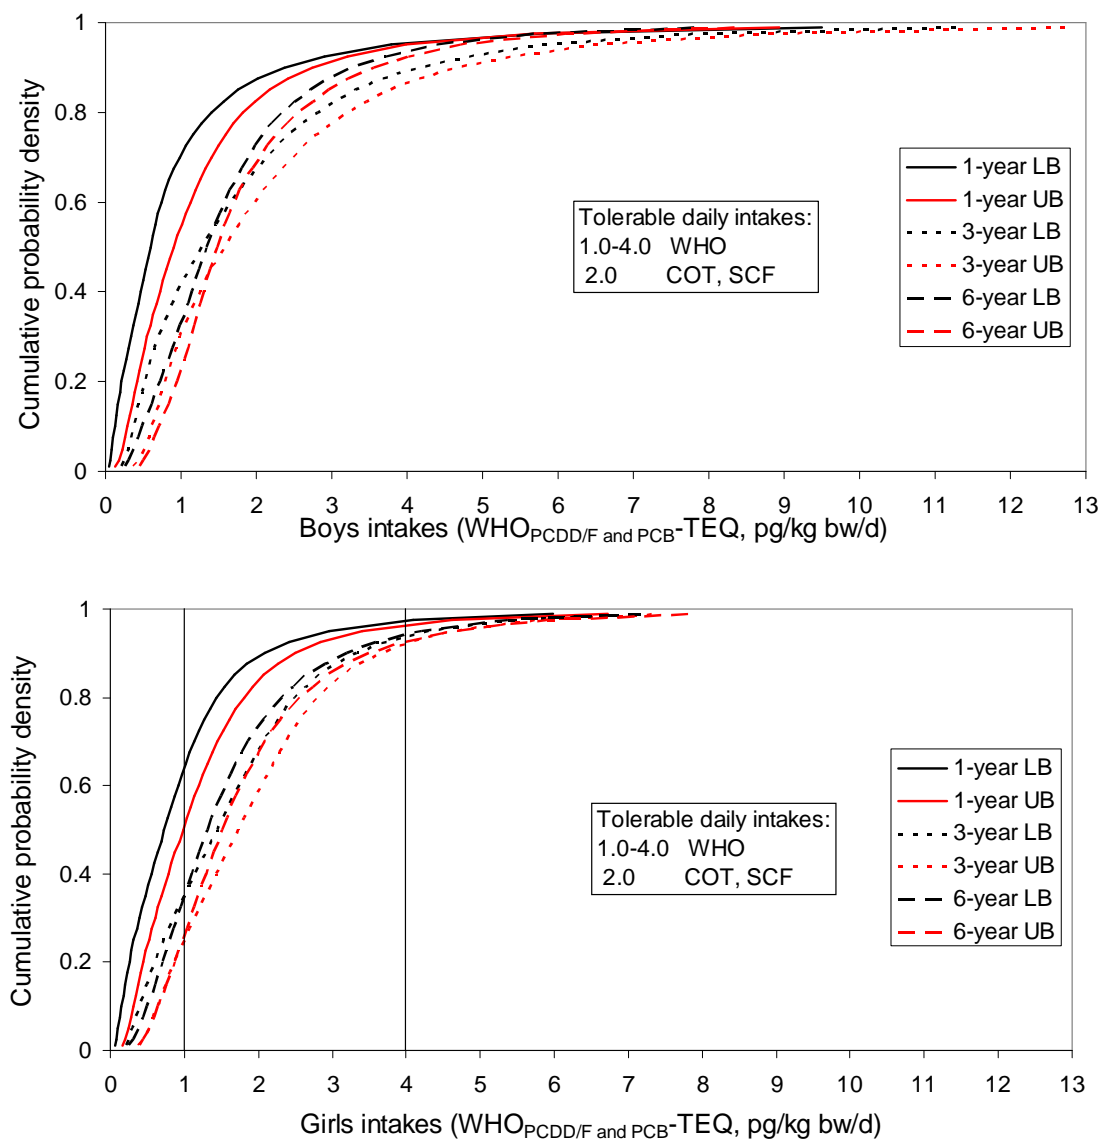 1
0.8
0.6
0.4
0.2
0
Cumulative probability density
1-year LB
1-year UB
3-year LB
3-year UB
6-year LB
6-year UB
Tolerable daily intakes:
1.0-4.0 WHO
2.0 COT, SCF
0 1 2 3 4 5 6 7 8 9 10 11 12 13
Boys intakes (WHOPCDD/F and PCB-TEQ, pg/kg bw/d)
1
0.8
0.6
0.4
0.2
0
Cumulative probability density
1-year LB
1-year UB
3-year LB
3-year UB
6-year LB
6-year UB
Tolerable daily intakes:
1.0-4.0 WHO
2.0 COT, SCF
0 1 2 3 4 5 6 7 8 9 10 11 12 13
Girls intakes (WHOPCDD/F and PCB-TEQ, pg/kg bw/d)